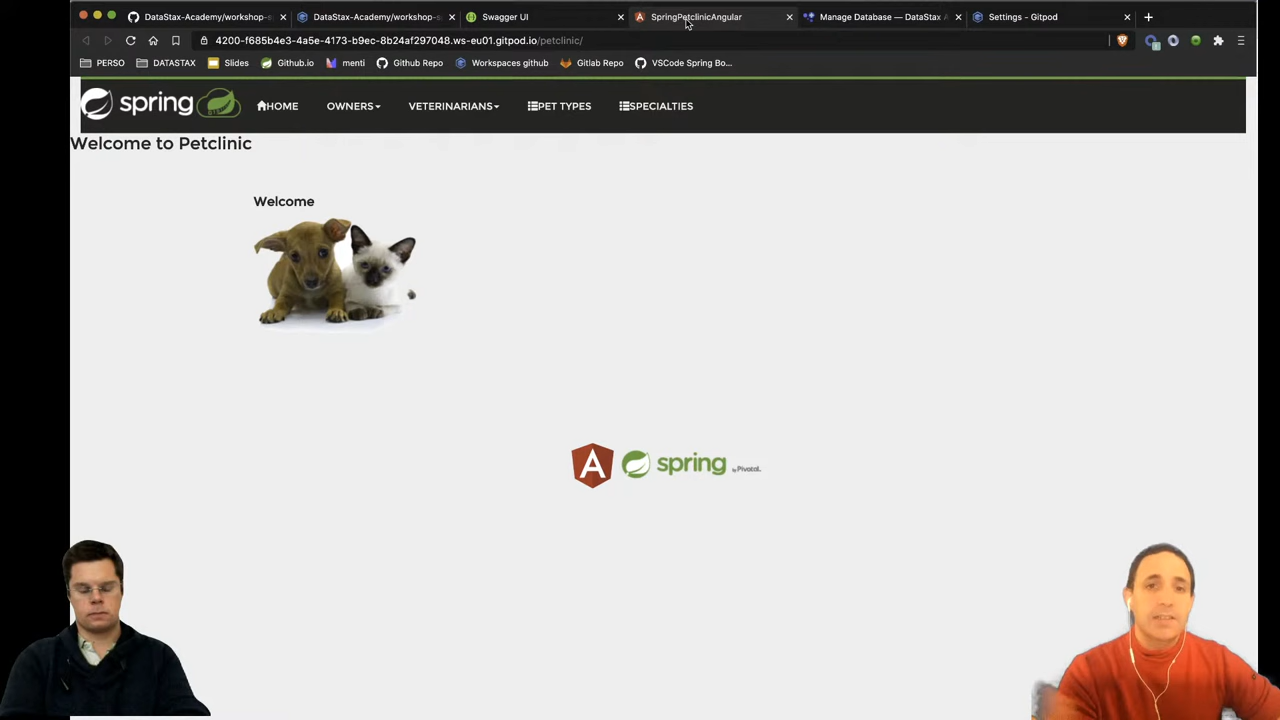 DataStax-Academy/workshop-s
DataStax-Academy/workshop-s
Swagger UI
SpringPetclinicAngular
Manage Database — DataStax A
Settings - Gitpod
4200-f685b4e3-4a5e-4173-b9ec-8b24af297048.ws-eu01.gitpod.io/petclinic/
PERSO
DATASTAX
Slides
Github.io
menti
Github Repo
Workspaces github
Gitlab Repo
VSCode Spring Bo...
spring
HOME
OWNERS
VETERINARIANS
PET TYPES
SPECIALTIES
Welcome to Petclinic
Welcome
A spring by Pivotal.